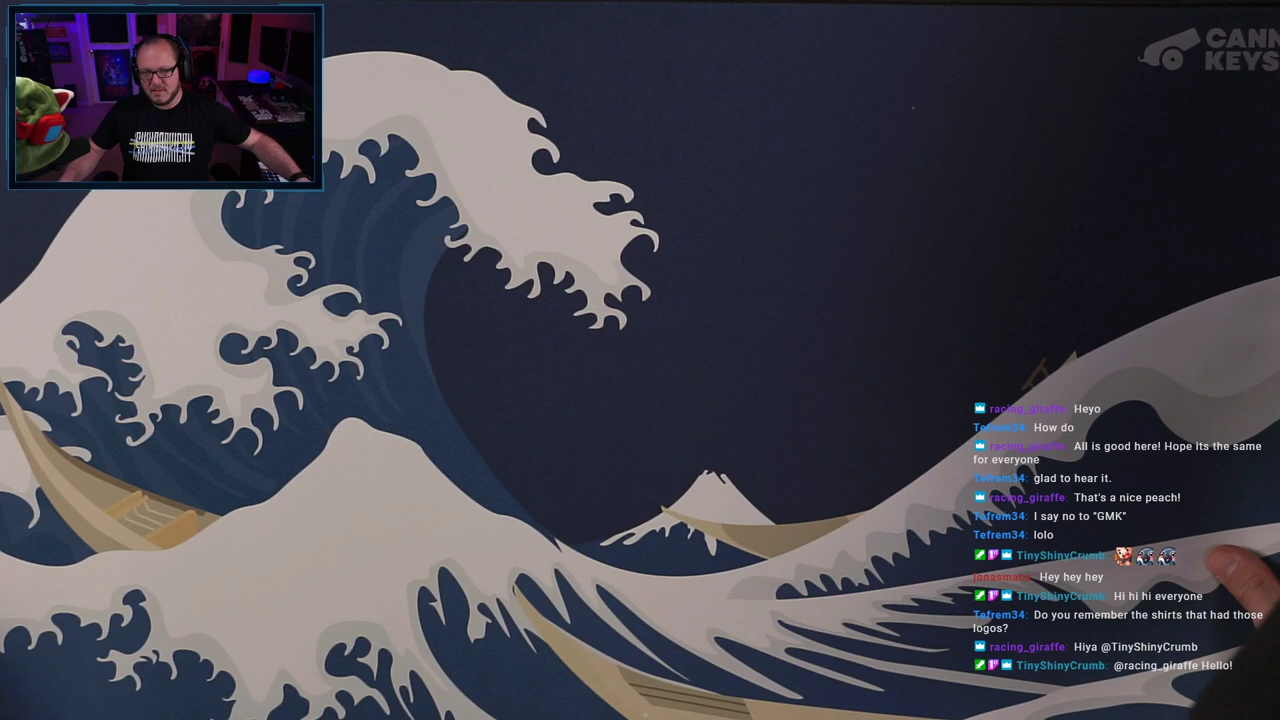 CANN
KEYS
racing_giraffe: Heyo
Tefrem34: How do
racing_giraffe: All is good here! Hope its the same
for everyone
Tefrem34: glad to hear it.
racing_giraffe: That's a nice peach!
Tefrem34: I say no to "GMK"
Tefrem34: lolo
TinyShinyCrumb:
Hey hey hey
TinyShinyCrumb: Hi hi hi everyone
Tefrem34: Do you remember the shirts that had those
logos?
racing_giraffe: Hiya @TinyShinyCrumb
TinyShinyCrumb: @racing_giraffe Hello!